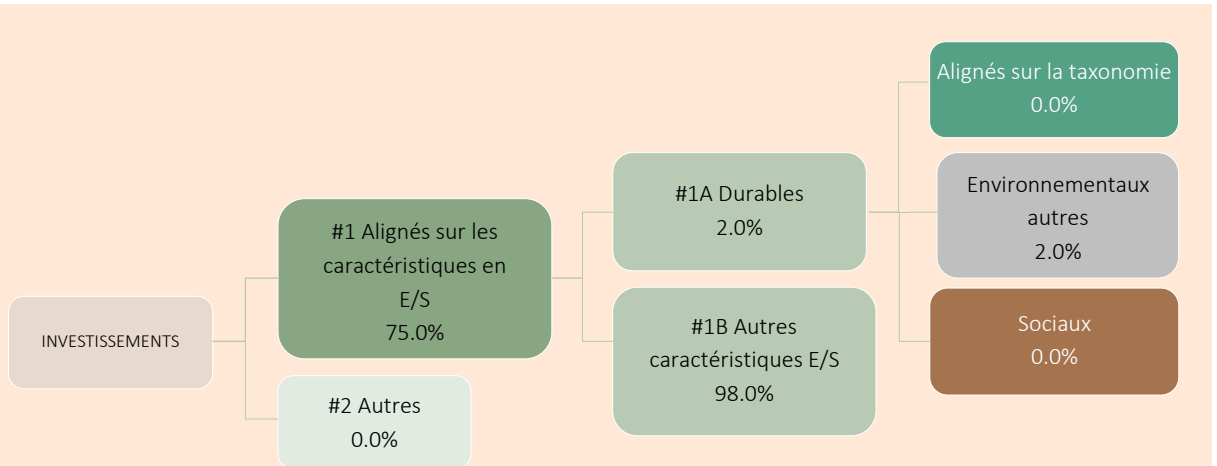 INVESTISSEMENTS
#1 Alignés sur les
caractéristiques en
E/S
75.0%
#2 Autres
0.0%
#1A Durables
2.0%
#1B Autres
caractéristiques E/S
98.0%
Alignés sur la taxonomie
0.0%
Environnementaux
autres
2.0%
Sociaux
0.0%